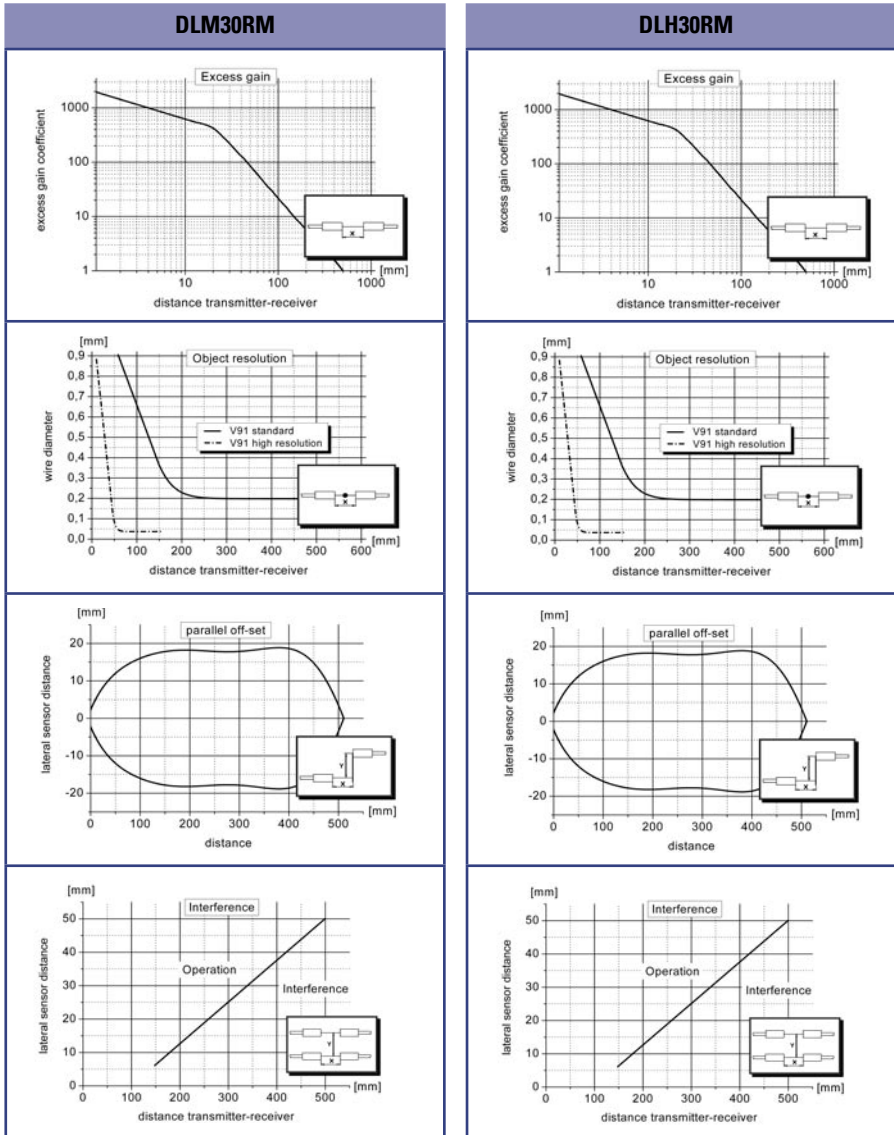 DLM30RM
DLH30RM
Excess gain
excess gain coefficient
1000
100
10
1
10
100
1000
[mm]
X
distance transmitter-receiver
Excess gain
excess gain coefficient
1000
100
10
1
10
100
1000
[mm]
X
distance transmitter-receiver
[mm]
Object resolution
wire diameter
0,9
0,8
0,7
0,6
0,5
0,4
0,3
0,2
0,1
0,0
V91 standard
V91 high resolution
X
0 100 200 300 400 500 600
[mm]
distance transmitter-receiver
[mm]
Object resolution
wire diameter
0,9
0,8
0,7
0,6
0,5
0,4
0,3
0,2
0,1
0,0
V91 standard
V91 high resolution
X
0 100 200 300 400 500 600
[mm]
distance transmitter-receiver
[mm]
parallel off-set
lateral sensor distance
20
10
0
-10
-20
Y
X
0 100 200 300 400 500
[mm]
distance
[mm]
parallel off-set
lateral sensor distance
20
10
0
-10
-20
Y
X
0 100 200 300 400 500
[mm]
distance
[mm]
Interference
lateral sensor distance
50
40
30
20
10
0
Operation
Interference
Y
X
0 100 200 300 400 500
[mm]
distance transmitter-receiver
[mm]
Interference
lateral sensor distance
50
40
30
20
10
0
Operation
Interference
Y
X
0 100 200 300 400 500
[mm]
distance transmitter-receiver